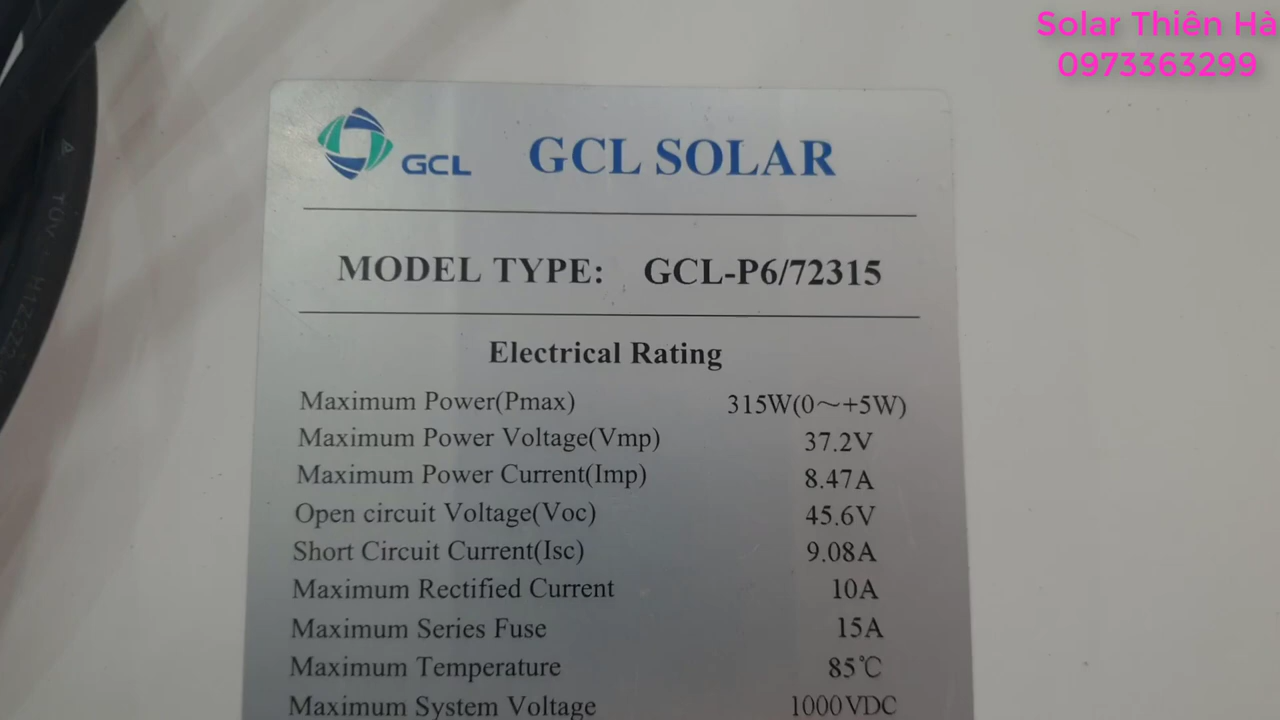 Solar Thiên Hà
0973363299
GCL GCL SOLAR
MODEL TYPE: GCL-P6/72315
Electrical Rating
Maximum Power(Pmax) 315W(0~+5W)
Maximum Power Voltage(Vmp) 37.2V
Maximum Power Current(Imp) 8.47A
Open circuit Voltage(Voc) 45.6V
Short Circuit Current(Isc) 9.08A
Maximum Rectified Current 10A
Maximum Series Fuse 15A
Maximum Temperature 85℃
Maximum System Voltage 1000VDC
TÜV